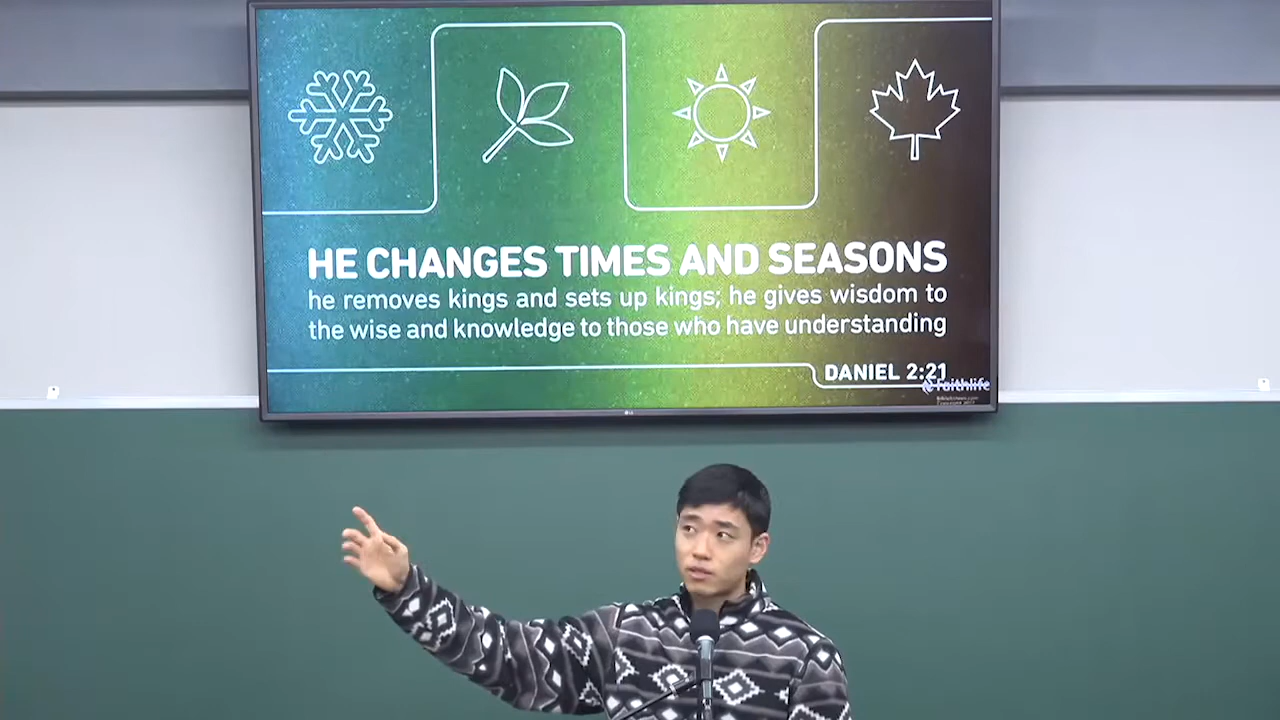 HE CHANGES TIMES AND SEASONS
he removes kings and sets up kings; he gives wisdom to
the wise and knowledge to those who have understanding
DANIEL 2:21
faithlife
LG